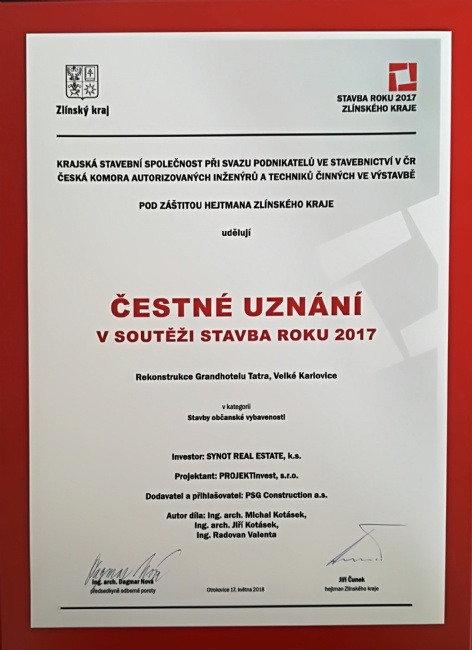 Zlínský kraj
STAVBA ROKU 2017
ZLÍNSKÉHO KRAJE
KRAJSKÁ STAVEBNÍ SPOLEČNOST PŘI SVAZU PODNIKATELŮ VE STAVEBNICTVÍ V ČR
ČESKÁ KOMORA AUTORIZOVANÝCH INŽENÝRŮ A TECHNIKŮ ČINNÝCH VE VÝSTAVBĚ
POD ZÁŠTITOU HEJTMANA ZLÍNSKÉHO KRAJE
udělují
ČESTNÉ UZNÁNÍ
V SOUTĚŽI STAVBA ROKU 2017
Rekonstrukce Grandhotelu Tatra, Velké Karlovice
v kategorii
Stavby občanské vybavenosti
Investor: SYNOT REAL ESTATE, k.s.
Projektant: PROJEKTInvest, s.r.o.
Dodavatel a přihlašovatel: PSG Construction a.s.
Autor díla: Ing. arch. Michal Kotásek,
Ing. arch. Jiří Kotásek,
Ing. Radovan Valenta
Ing. arch. Dagmar Nová
předsedkyně odborné poroty
Otrokovice 17. května 2018
Jiří Čunek
hejtman Zlínského kraje